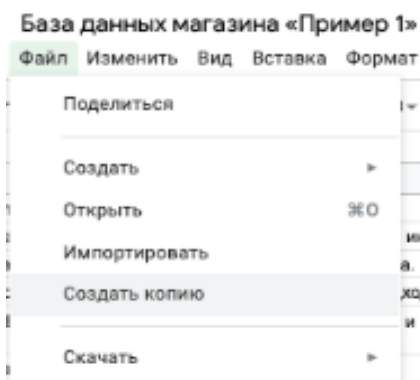 База данных магазина «Пример 1»
Файл Изменить Вид Вставка Формат
Поделиться
Создать
Открыть ⌘O
Импортировать
Создать копию
Скачать